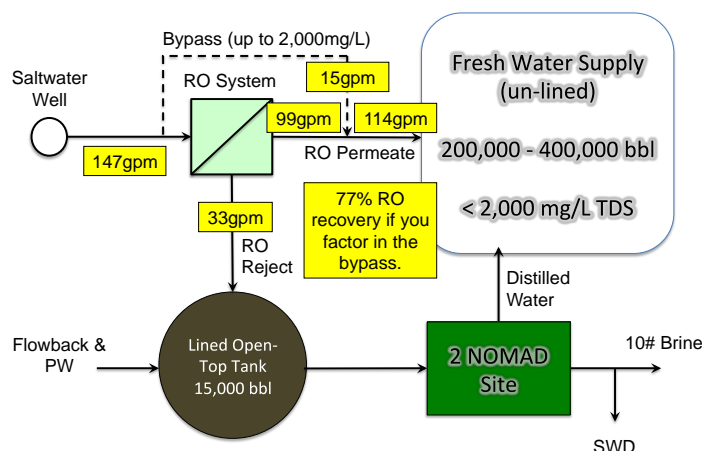 Bypass (up to 2,000mg/L)
Saltwater
Well
RO System
15gpm
99gpm
114gpm
147gpm
RO Permeate
Fresh Water Supply
(un-lined)
200,000 - 400,000 bbl
< 2,000 mg/L TDS
33gpm
77% RO
recovery if you
factor in the
bypass.
RO
Reject
Distilled
Water
Flowback &
PW
Lined Open-
Top Tank
15,000 bbl
2 NOMAD
Site
10# Brine
SWD